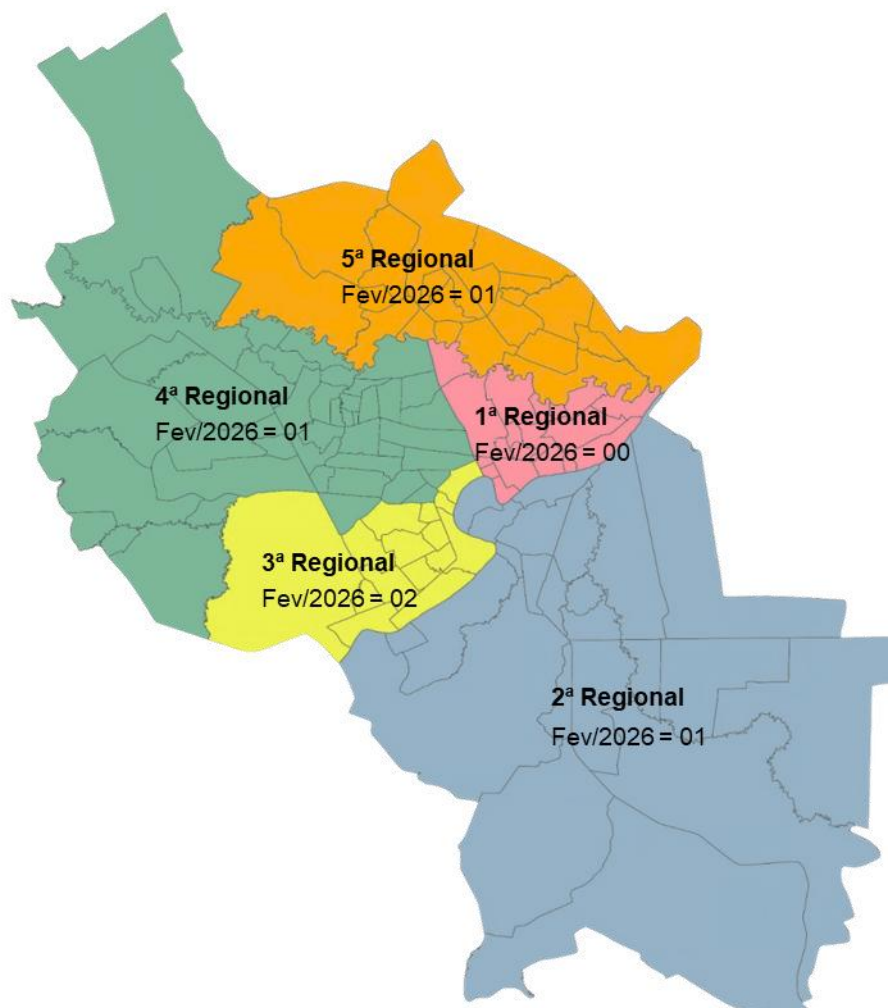 5ª Regional
Fev/2026 = 01
4ª Regional
Fev/2026 = 01
1ª Regional
Fev/2026 = 00
3ª Regional
Fev/2026 = 02
2ª Regional
Fev/2026 = 01